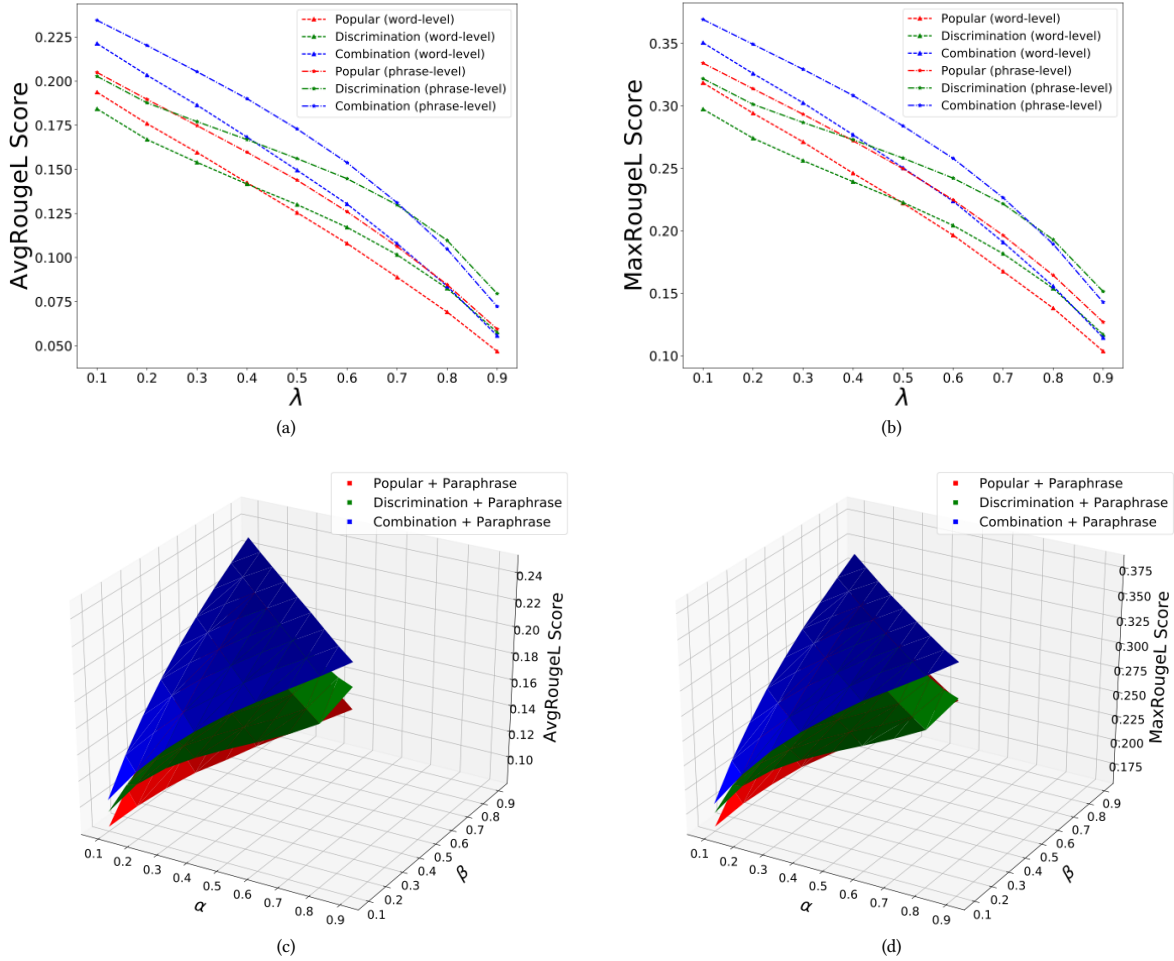 AvgRougeL Score
0.225
0.200
0.175
0.150
0.125
0.100
0.075
0.050
Popular (word-level)
Discrimination (word-level)
Combination (word-level)
Popular (phrase-level)
Discrimination (phrase-level)
Combination (phrase-level)
0.1 0.2 0.3 0.4 0.5 0.6 0.7 0.8 0.9
λ
(a)
MaxRougeL Score
0.35
0.30
0.25
0.20
0.15
0.10
Popular (word-level)
Discrimination (word-level)
Combination (word-level)
Popular (phrase-level)
Discrimination (phrase-level)
Combination (phrase-level)
0.1 0.2 0.3 0.4 0.5 0.6 0.7 0.8 0.9
λ
(b)
Popular + Paraphrase
Discrimination + Paraphrase
Combination + Paraphrase
0.24
0.22
0.20
0.18
0.16
0.14
0.12
0.10
AvgRougeL Score
0.1 0.2 0.3 0.4 0.5 0.6 0.7 0.8 0.9
α
0.1 0.2 0.3 0.4 0.5 0.6 0.7 0.8 0.9
β
(c)
Popular + Paraphrase
Discrimination + Paraphrase
Combination + Paraphrase
0.375
0.350
0.325
0.300
0.275
0.250
0.225
0.200
0.175
MaxRougeL Score
0.1 0.2 0.3 0.4 0.5 0.6 0.7 0.8 0.9
α
0.1 0.2 0.3 0.4 0.5 0.6 0.7 0.8 0.9
β
(d)